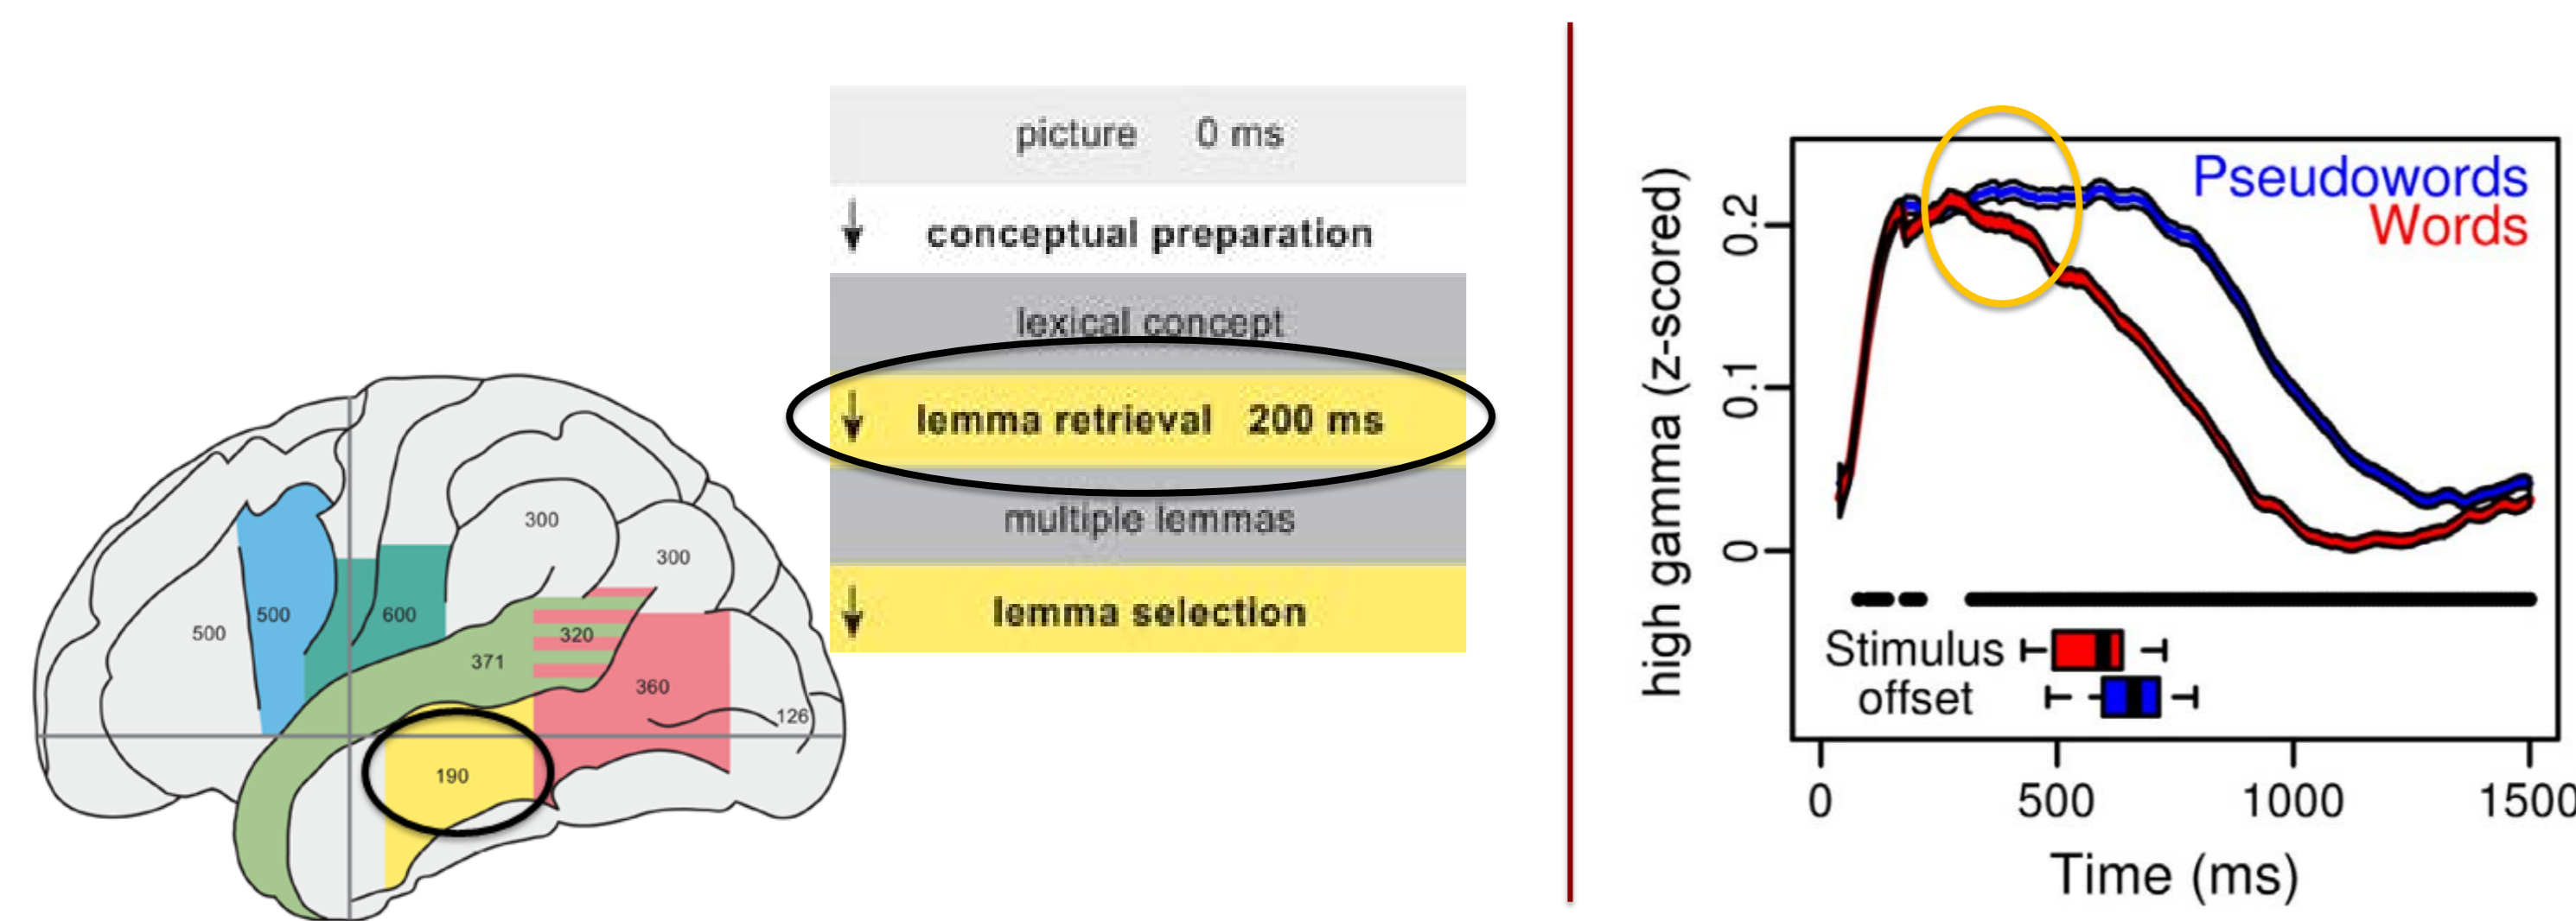 picture 0 ms
conceptual preparation
lexical concept
lemma retrieval 200 ms
multiple lemmas
lemma selection
300
300
500
500
600
320
371
360
126
190
high gamma (z-scored)
0.2
0.1
0
Pseudowords
Words
Stimulus
offset
0 500 1000 1500
Time (ms)